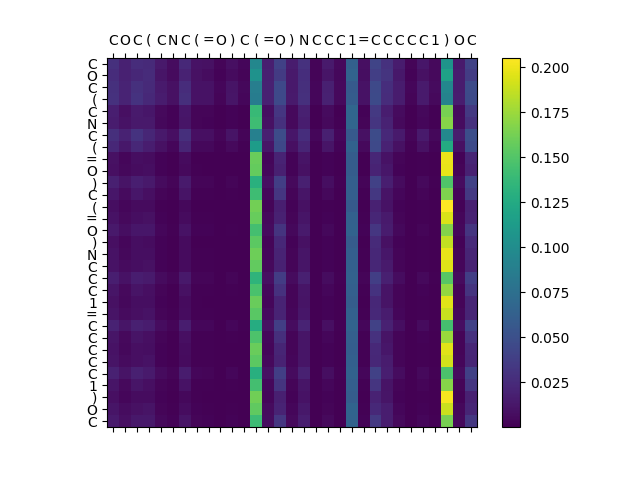 COC(CNC(=O)C(=O)NCCC1=CCCCC1)OC
C
O
C
(
C
N
C
(
=
O
)
C
(
=
O
)
N
C
C
C
1
=
C
C
C
C
C
1
)
O
C
0.200
0.175
0.150
0.125
0.100
0.075
0.050
0.025